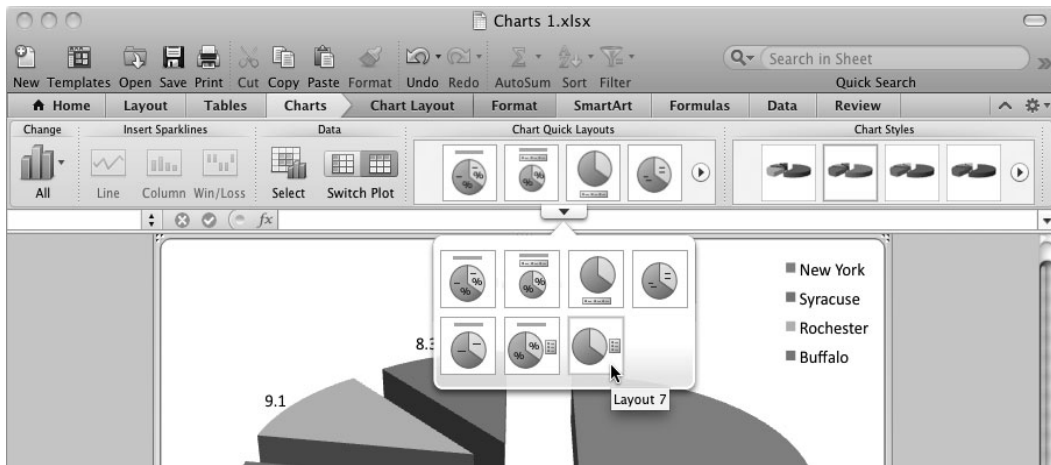 Charts 1.xlsx
New Templates Open Save Print Cut Copy Paste Format Undo Redo AutoSum Sort Filter
Search in Sheet
Quick Search
Home Layout Tables Charts Chart Layout Format SmartArt Formulas Data Review
Change Insert Sparklines Data Chart Quick Layouts Chart Styles
All Line Column Win/Loss Select Switch Plot
fx
New York
Syracuse
Rochester
Buffalo
Layout 7
9.1